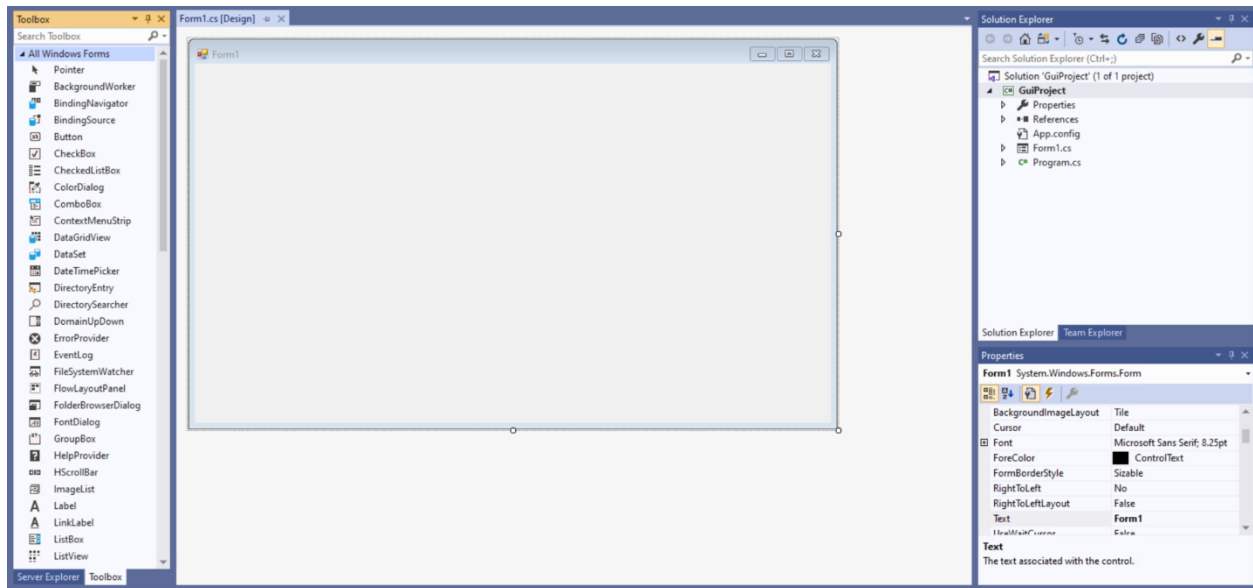 Toolbox
Search Toolbox
All Windows Forms
Pointer
BackgroundWorker
BindingNavigator
BindingSource
Button
CheckBox
CheckedListBox
ColorDialog
ComboBox
ContextMenuStrip
DataGridView
DataSet
DateTimePicker
DirectoryEntry
DirectorySearcher
DomainUpDown
ErrorProvider
EventLog
FileSystemWatcher
FlowLayoutPanel
FolderBrowserDialog
FontDialog
GroupBox
HelpProvider
HScrollBar
ImageList
Label
LinkLabel
ListBox
ListView
Server Explorer Toolbox
Form1.cs [Design]
Form1
Solution Explorer
Search Solution Explorer (Ctrl+;)
Solution 'GuiProject' (1 of 1 project)
C# GuiProject
Properties
References
App.config
Form1.cs
C# Program.cs
Solution Explorer Team Explorer
Properties
Form1 System.Windows.Forms.Form
BackgroundImageLayout Tile
Cursor Default
Font Microsoft Sans Serif; 8.25pt
ForeColor ControlText
FormBorderStyle Sizable
RightToLeft No
RightToLeftLayout False
Text Form1
UseWaitCursor False
Text
The text associated with the control.